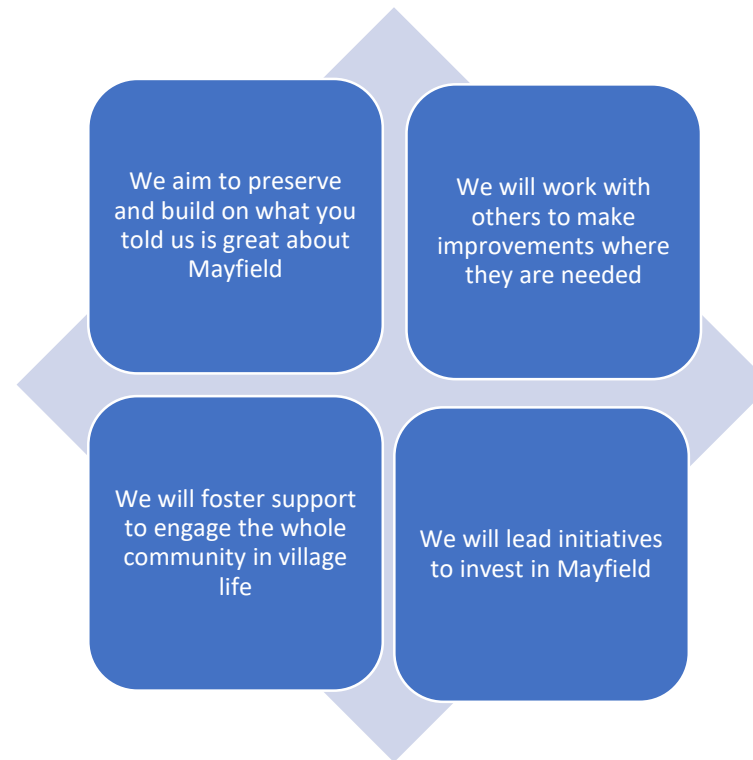 We aim to preserve
and build on what you
told us is great about
Mayfield
We will work with
others to make
improvements where
they are needed
We will foster support
to engage the whole
community in village
life
We will lead initiatives
to invest in Mayfield